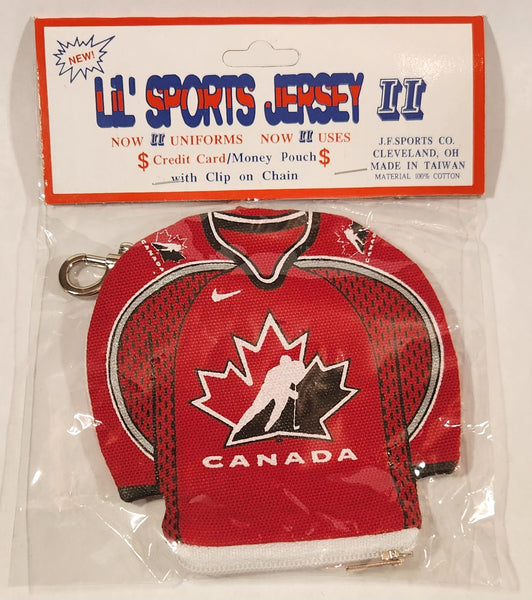 NEW!
LIL' SPORTS JERSEY II
NOW II UNIFORMS NOW II USES
$ Credit Card/Money Pouch $
with Clip on Chain
J.F.SPORTS CO.
CLEVELAND, OH
MADE IN TAIWAN
MATERIAL 100% COTTON
CANADA
CANADA